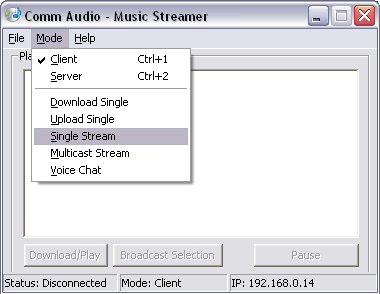 Comm Audio - Music Streamer
File Mode Help
Client Ctrl+1
Server Ctrl+2
Download Single
Upload Single
Single Stream
Multicast Stream
Voice Chat
Download/Play Broadcast Selection Pause
Status: Disconnected Mode: Client IP: 192.168.0.14